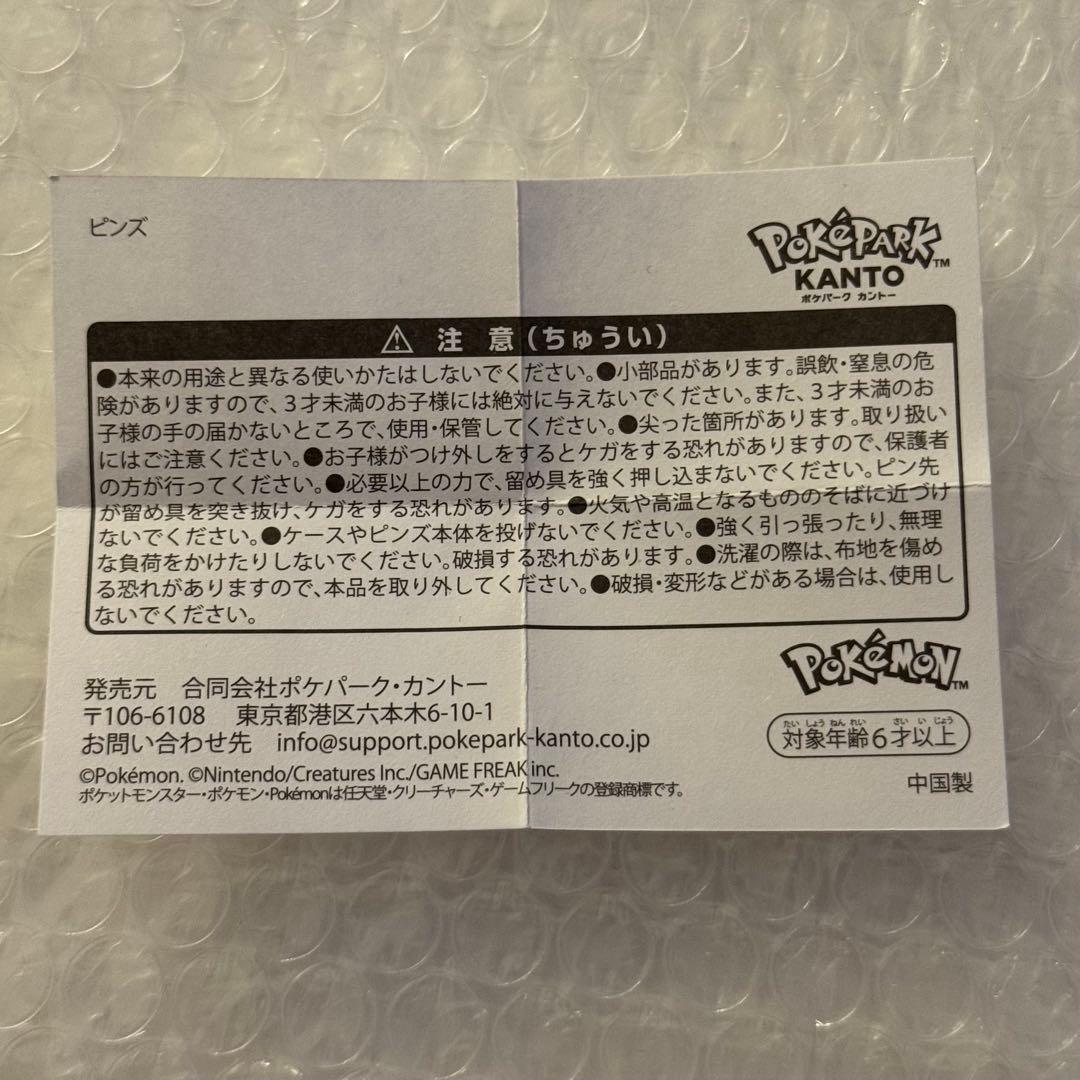 ピンズ
POKéPARK™
KANTO
ポケパーク カントー
⚠ 注 意(ちゅうい)
●本来の用途と異なる使いかたはしないでください。●小部品があります。誤飲・窒息の危
険がありますので、3才未満のお子様には絶対に与えないでください。また、3才未満のお
子様の手の届かないところで、使用・保管してください。●尖った箇所があります。取り扱い
にはご注意ください。●お子様がつけ外しをするとケガをする恐れがありますので、保護者
の方が行ってください。●必要以上の力で、留め具を強く押し込まないでください。ピン先
が留め具を突き抜け、ケガをする恐れがあります。●火気や高温となるもののそばに近づけ
ないでください。●ケースやピンズ本体を投げないでください。●強く引っ張ったり、無理
な負荷をかけたりしないでください。破損する恐れがあります。●洗濯の際は、布地を傷め
る恐れがありますので、本品を取り外してください。●破損・変形などがある場合は、使用し
ないでください。
POKéMON™
発売元 合同会社ポケパーク・カントー
〒106-6108 東京都港区六本木6-10-1
お問い合わせ先 info@support.pokepark-kanto.co.jp
たいしょうねんれい さいいじょう
対象年齢6才以上
©Pokémon. ©Nintendo/Creatures Inc./GAME FREAK inc.
ポケットモンスター・ポケモン・Pokémonは任天堂・クリーチャーズ・ゲームフリークの登録商標です。
中国製